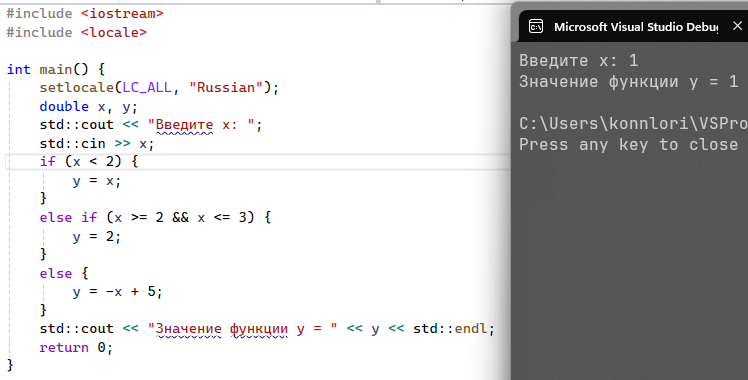 #include <iostream>
#include <locale>
int main() {
setlocale(LC_ALL, "Russian");
double x, y;
std::cout << "Введите x: ";
std::cin >> x;
if (x < 2) {
y = x;
}
else if (x >= 2 && x <= 3) {
y = 2;
}
else {
y = -x + 5;
}
std::cout << "Значение функции y = " << y << std::endl;
return 0;
}
Microsoft Visual Studio Debug
Введите x: 1
Значение функции y = 1
C:\Users\konnlori\VSPro
Press any key to close